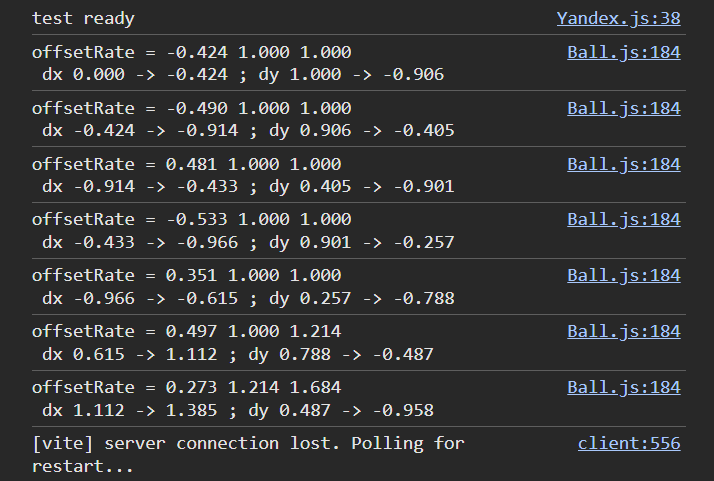 test ready Yandex.js:38
offsetRate = -0.424 1.000 1.000 Ball.js:184
dx 0.000 -> -0.424 ; dy 1.000 -> -0.906
offsetRate = -0.490 1.000 1.000 Ball.js:184
dx -0.424 -> -0.914 ; dy 0.906 -> -0.405
offsetRate = 0.481 1.000 1.000 Ball.js:184
dx -0.914 -> -0.433 ; dy 0.405 -> -0.901
offsetRate = -0.533 1.000 1.000 Ball.js:184
dx -0.433 -> -0.966 ; dy 0.901 -> -0.257
offsetRate = 0.351 1.000 1.000 Ball.js:184
dx -0.966 -> -0.615 ; dy 0.257 -> -0.788
offsetRate = 0.497 1.000 1.214 Ball.js:184
dx 0.615 -> 1.112 ; dy 0.788 -> -0.487
offsetRate = 0.273 1.214 1.684 Ball.js:184
dx 1.112 -> 1.385 ; dy 0.487 -> -0.958
[vite] server connection lost. Polling for client:556
restart...